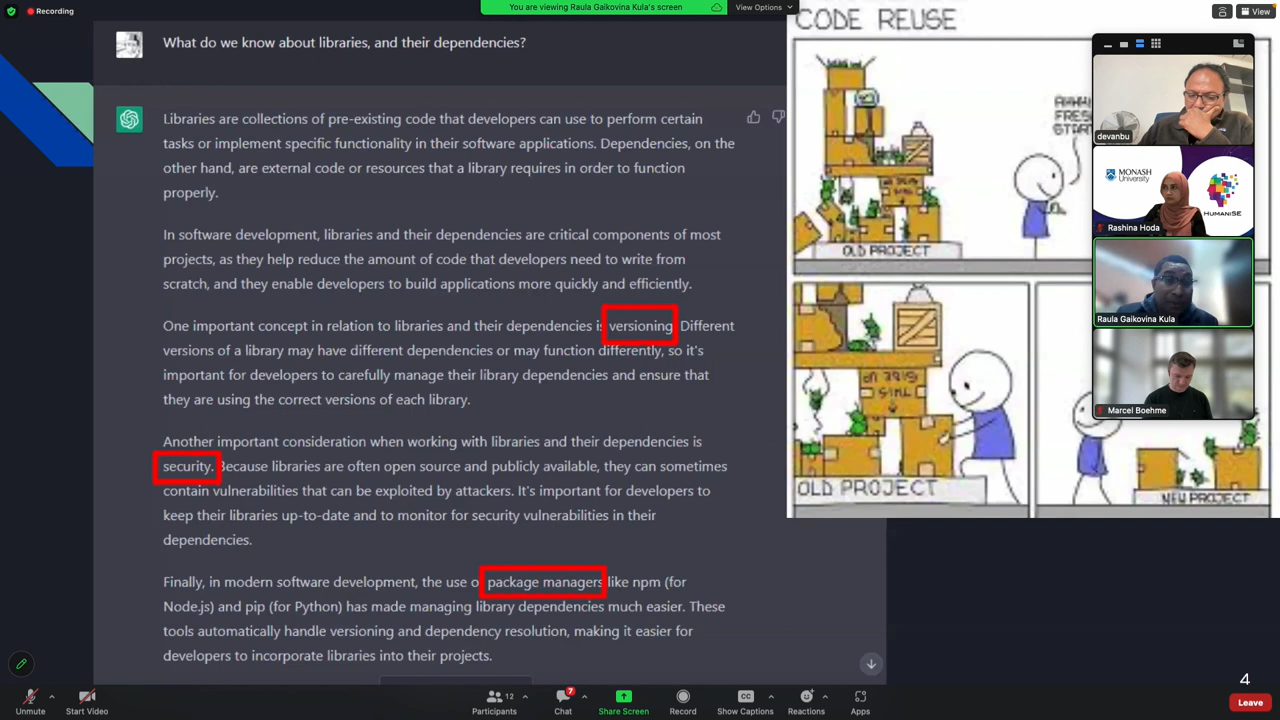 Recording
You are viewing Raula Gaikovina Kula's screen
View Options
View
What do we know about libraries, and their dependencies?
Libraries are collections of pre-existing code that developers can use to perform certain
tasks or implement specific functionality in their software applications. Dependencies, on the
other hand, are external code or resources that a library requires in order to function
properly.
In software development, libraries and their dependencies are critical components of most
projects, as they help reduce the amount of code that developers need to write from
scratch, and they enable developers to build applications more quickly and efficiently.
One important concept in relation to libraries and their dependencies is versioning. Different
versions of a library may have different dependencies or may function differently, so it's
important for developers to carefully manage their library dependencies and ensure that
they are using the correct versions of each library.
Another important consideration when working with libraries and their dependencies is
security. Because libraries are often open source and publicly available, they can sometimes
contain vulnerabilities that can be exploited by attackers. It's important for developers to
keep their libraries up-to-date and to monitor for security vulnerabilities in their
dependencies.
Finally, in modern software development, the use of package managers like npm (for
Node.js) and pip (for Python) has made managing library dependencies much easier. These
tools automatically handle versioning and dependency resolution, making it easier for
developers to incorporate libraries into their projects.
CODE REUSE
OLD PROJECT
THIS
SIDE UP
OLD PROJECT
NEW PROJECT
devanbu
MONASH
University
HUMANISE
Rashina Hoda
Raula Gaikovina Kula
Marcel Boehme
4
Unmute
Start Video
Participants
12
Chat
7
Share Screen
Record
CC
Show Captions
Reactions
Apps
Leave